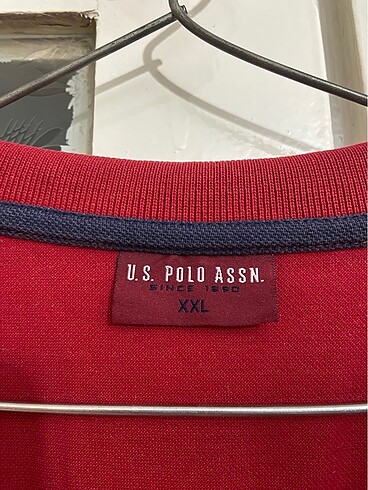 U.S. POLO ASSN.
SINCE 1890
XXL